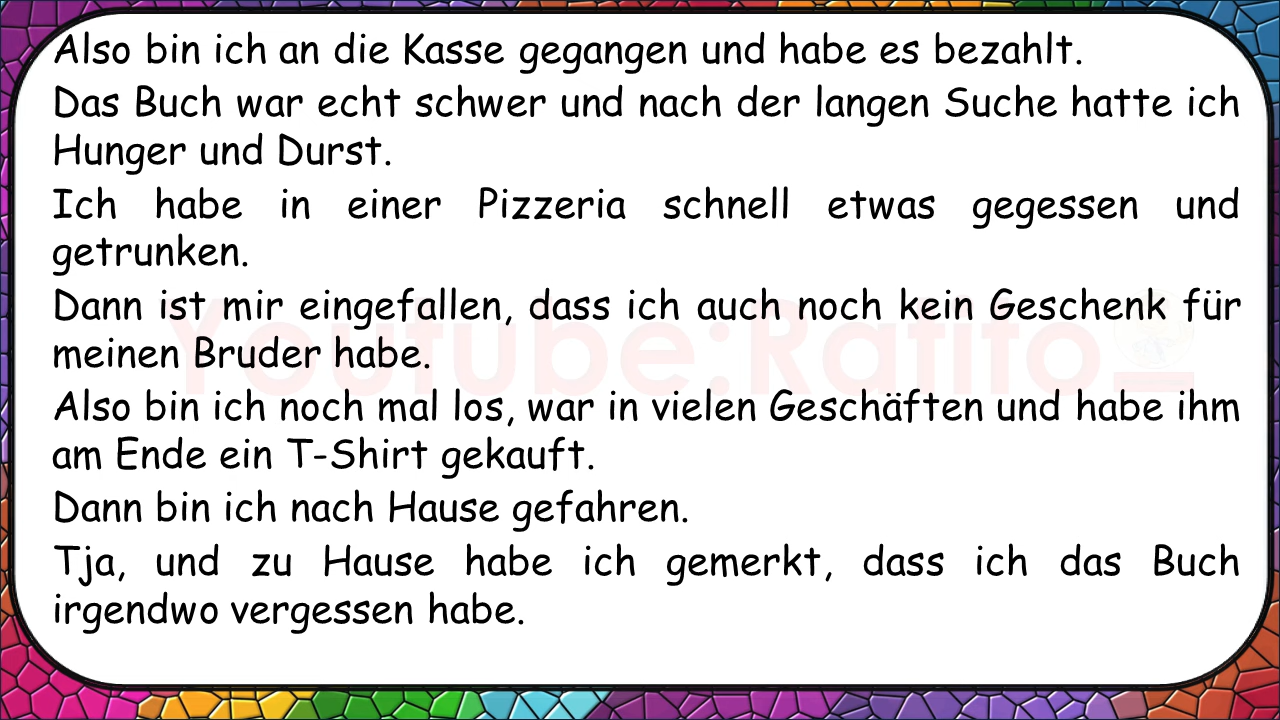 Also bin ich an die Kasse gegangen und habe es bezahlt.
Das Buch war echt schwer und nach der langen Suche hatte ich
Hunger und Durst.
Ich habe in einer Pizzeria schnell etwas gegessen und
getrunken.
Dann ist mir eingefallen, dass ich auch noch kein Geschenk für
meinen Bruder habe.
Youtube:Ratito
Also bin ich noch mal los, war in vielen Geschäften und habe ihm
am Ende ein T-Shirt gekauft.
Dann bin ich nach Hause gefahren.
Tja, und zu Hause habe ich gemerkt, dass ich das Buch
irgendwo vergessen habe.